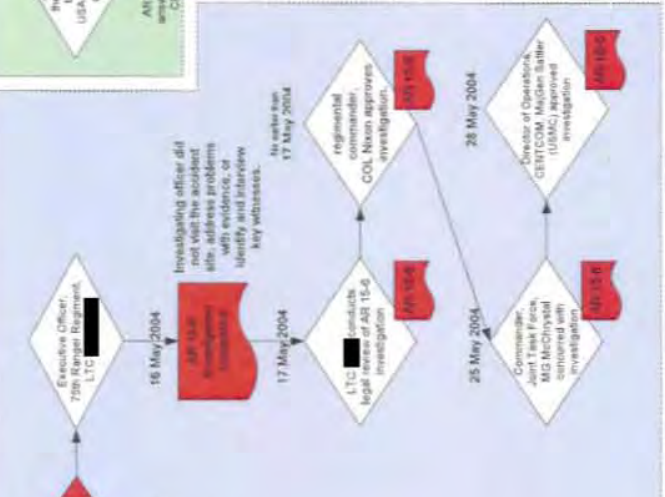 Executive Officer,
75th Ranger Regiment,
LTC
16 May 2004
AR 15-6
Investigating officer did
not visit the accident
site, address problems
with evidence, or
identify and interview
key witnesses.
17 May 2004
LTC conducts
legal review of AR 15-6
investigation
AR 15-6
No earlier than
17 May 2004
regimental
commander,
COL Nixon approves
investigation.
AR 15-6
25 May 2004
Commander,
Joint Task Force,
MG McChrystal
concurred with
investigation
AR 15-6
28 May 2004
Director of Operations,
CENTCOM, MajGen Sattler
(USMC) approved
investigation
AR 15-6